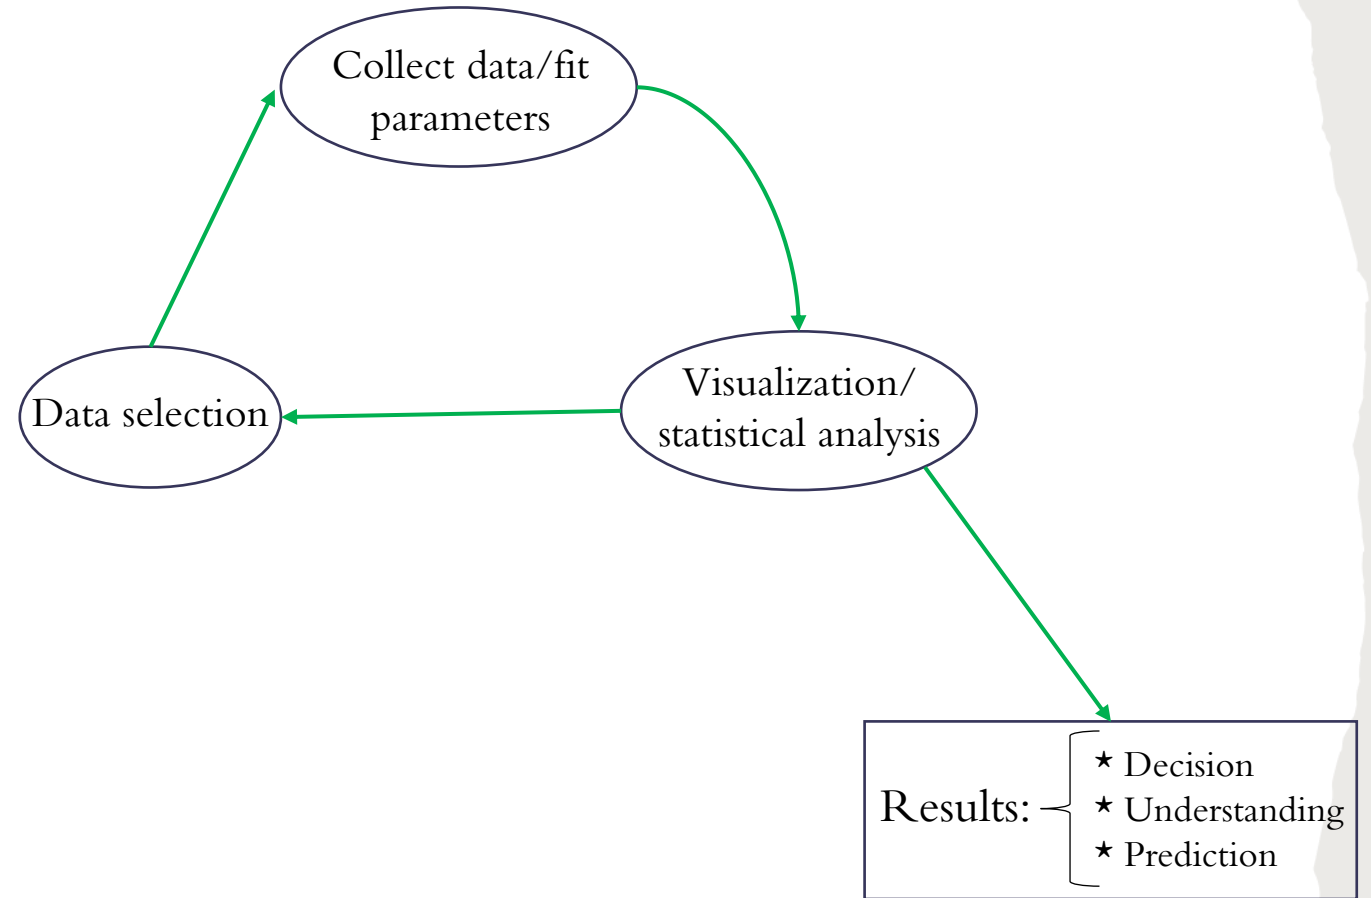 Collect data/fit
parameters
Data selection
Visualization/
statistical analysis
Results:
★ Decision
★ Understanding
★ Prediction